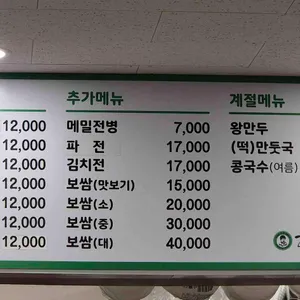 추가메뉴 계절메뉴
12,000 메밀전병 7,000 왕만두
12,000 파 전 17,000 (떡)만둣국
12,000 김치전 17,000 콩국수(여름)
12,000 보쌈(맛보기) 15,000
12,000 보쌈(소) 20,000
12,000 보쌈(중) 30,000
12,000 보쌈(대) 40,000